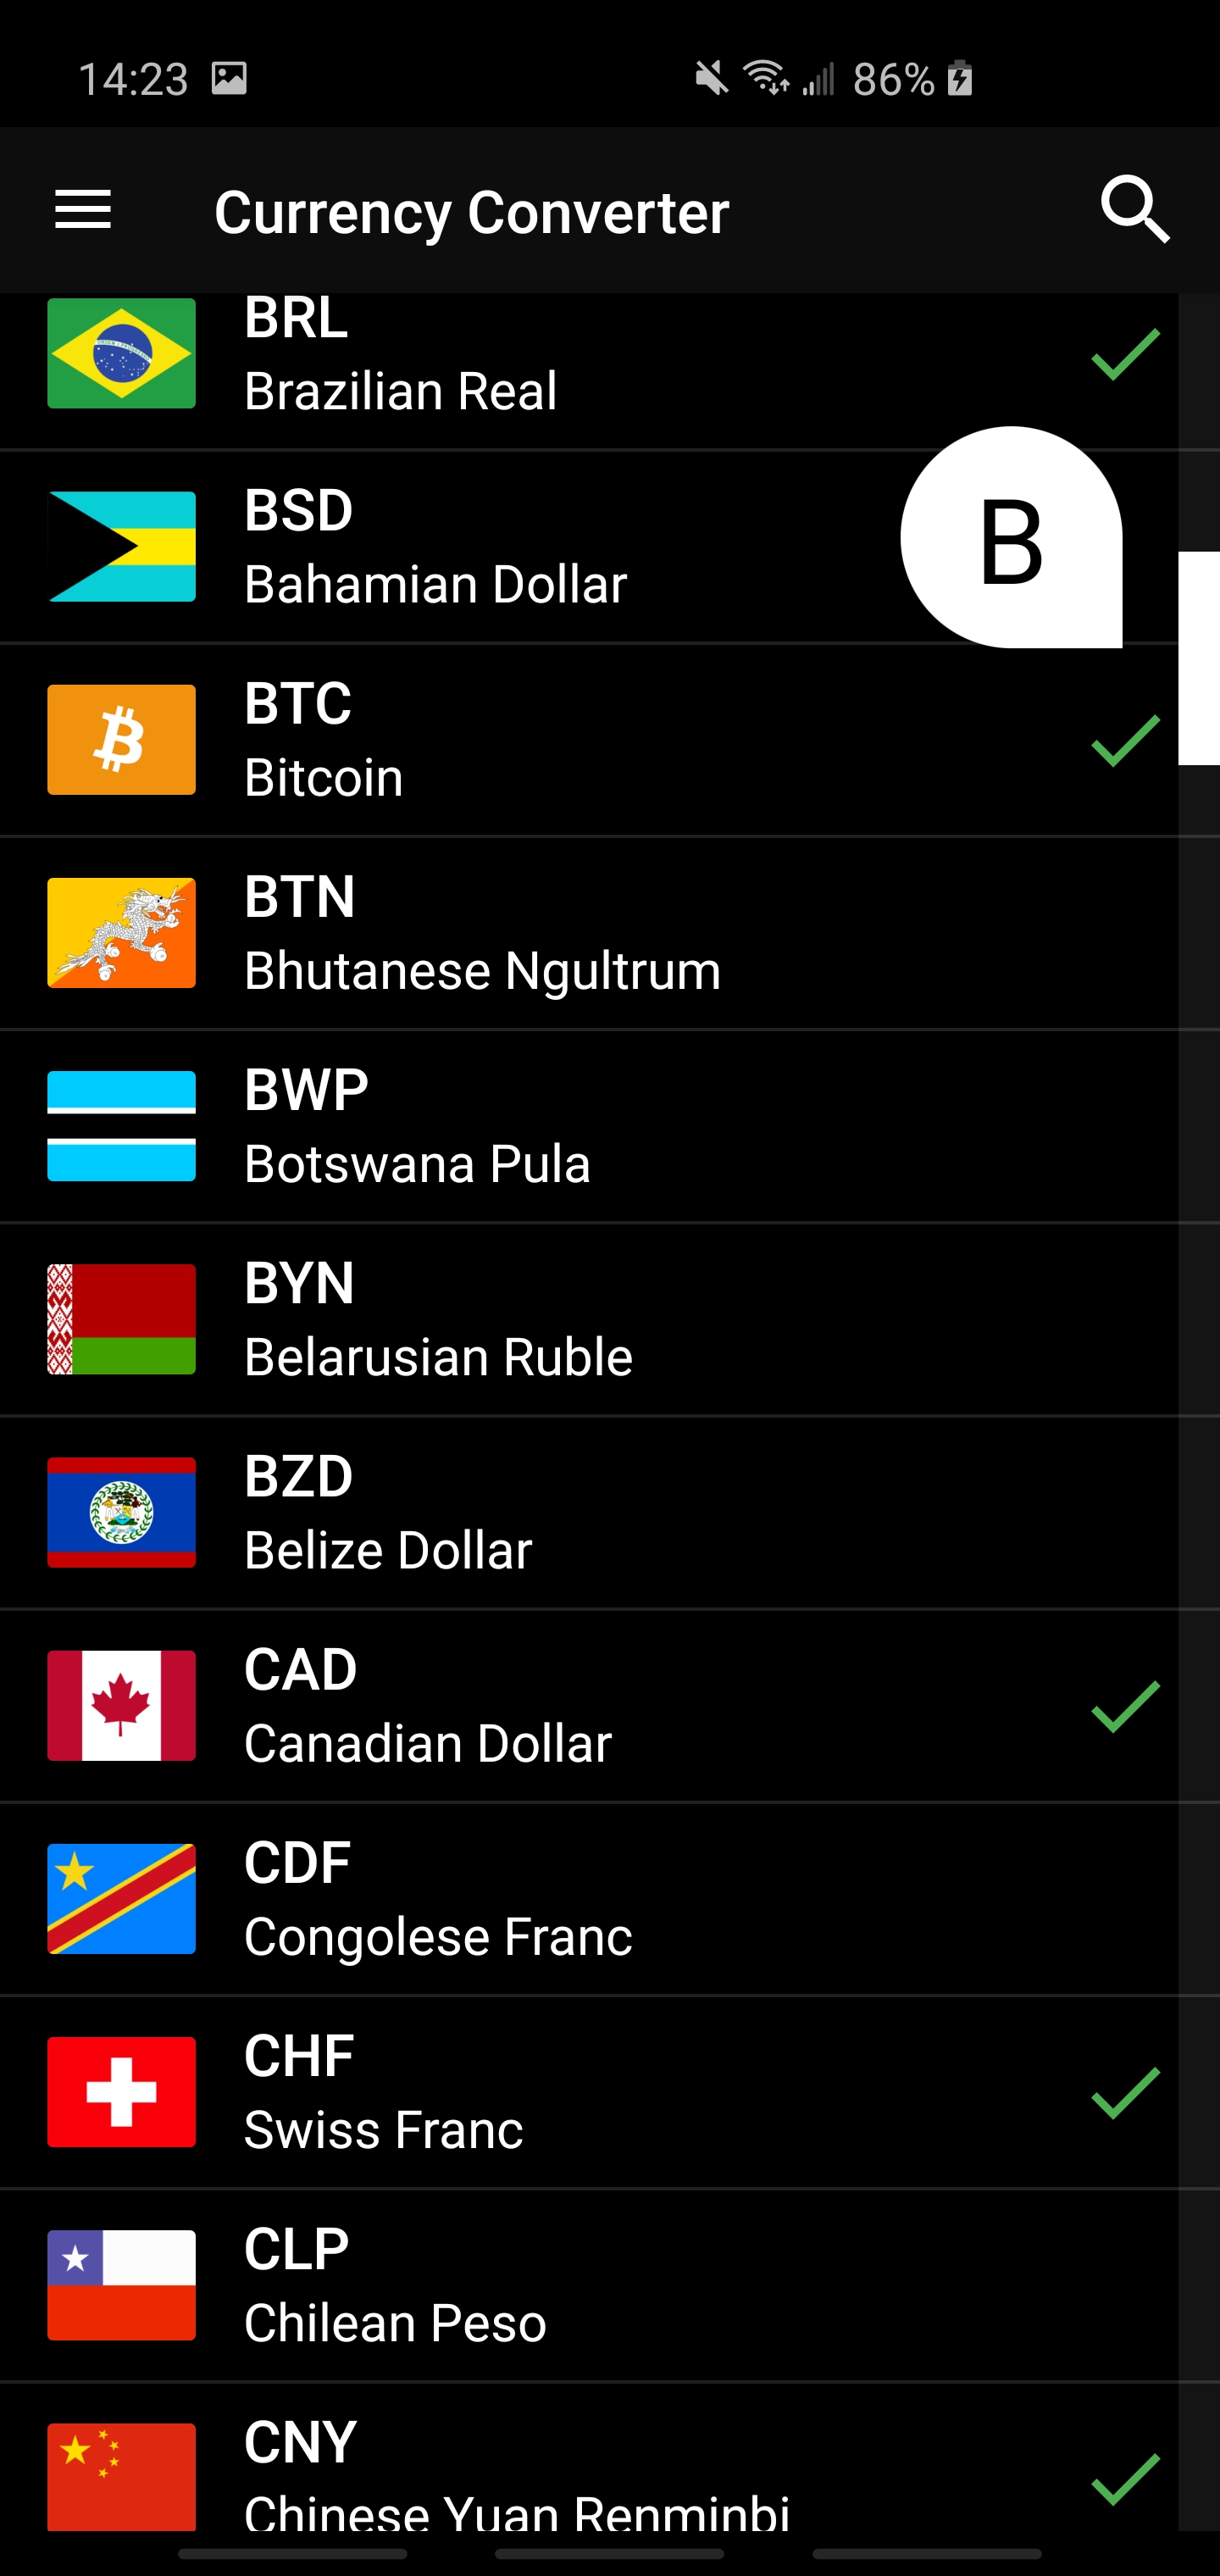 14:23
86%
Currency Converter
BRL
Brazilian Real
BSD
Bahamian Dollar
B
BTC
Bitcoin
BTN
Bhutanese Ngultrum
BWP
Botswana Pula
BYN
Belarusian Ruble
BZD
Belize Dollar
CAD
Canadian Dollar
CDF
Congolese Franc
CHF
Swiss Franc
CLP
Chilean Peso
CNY
Chinese Yuan Renminbi